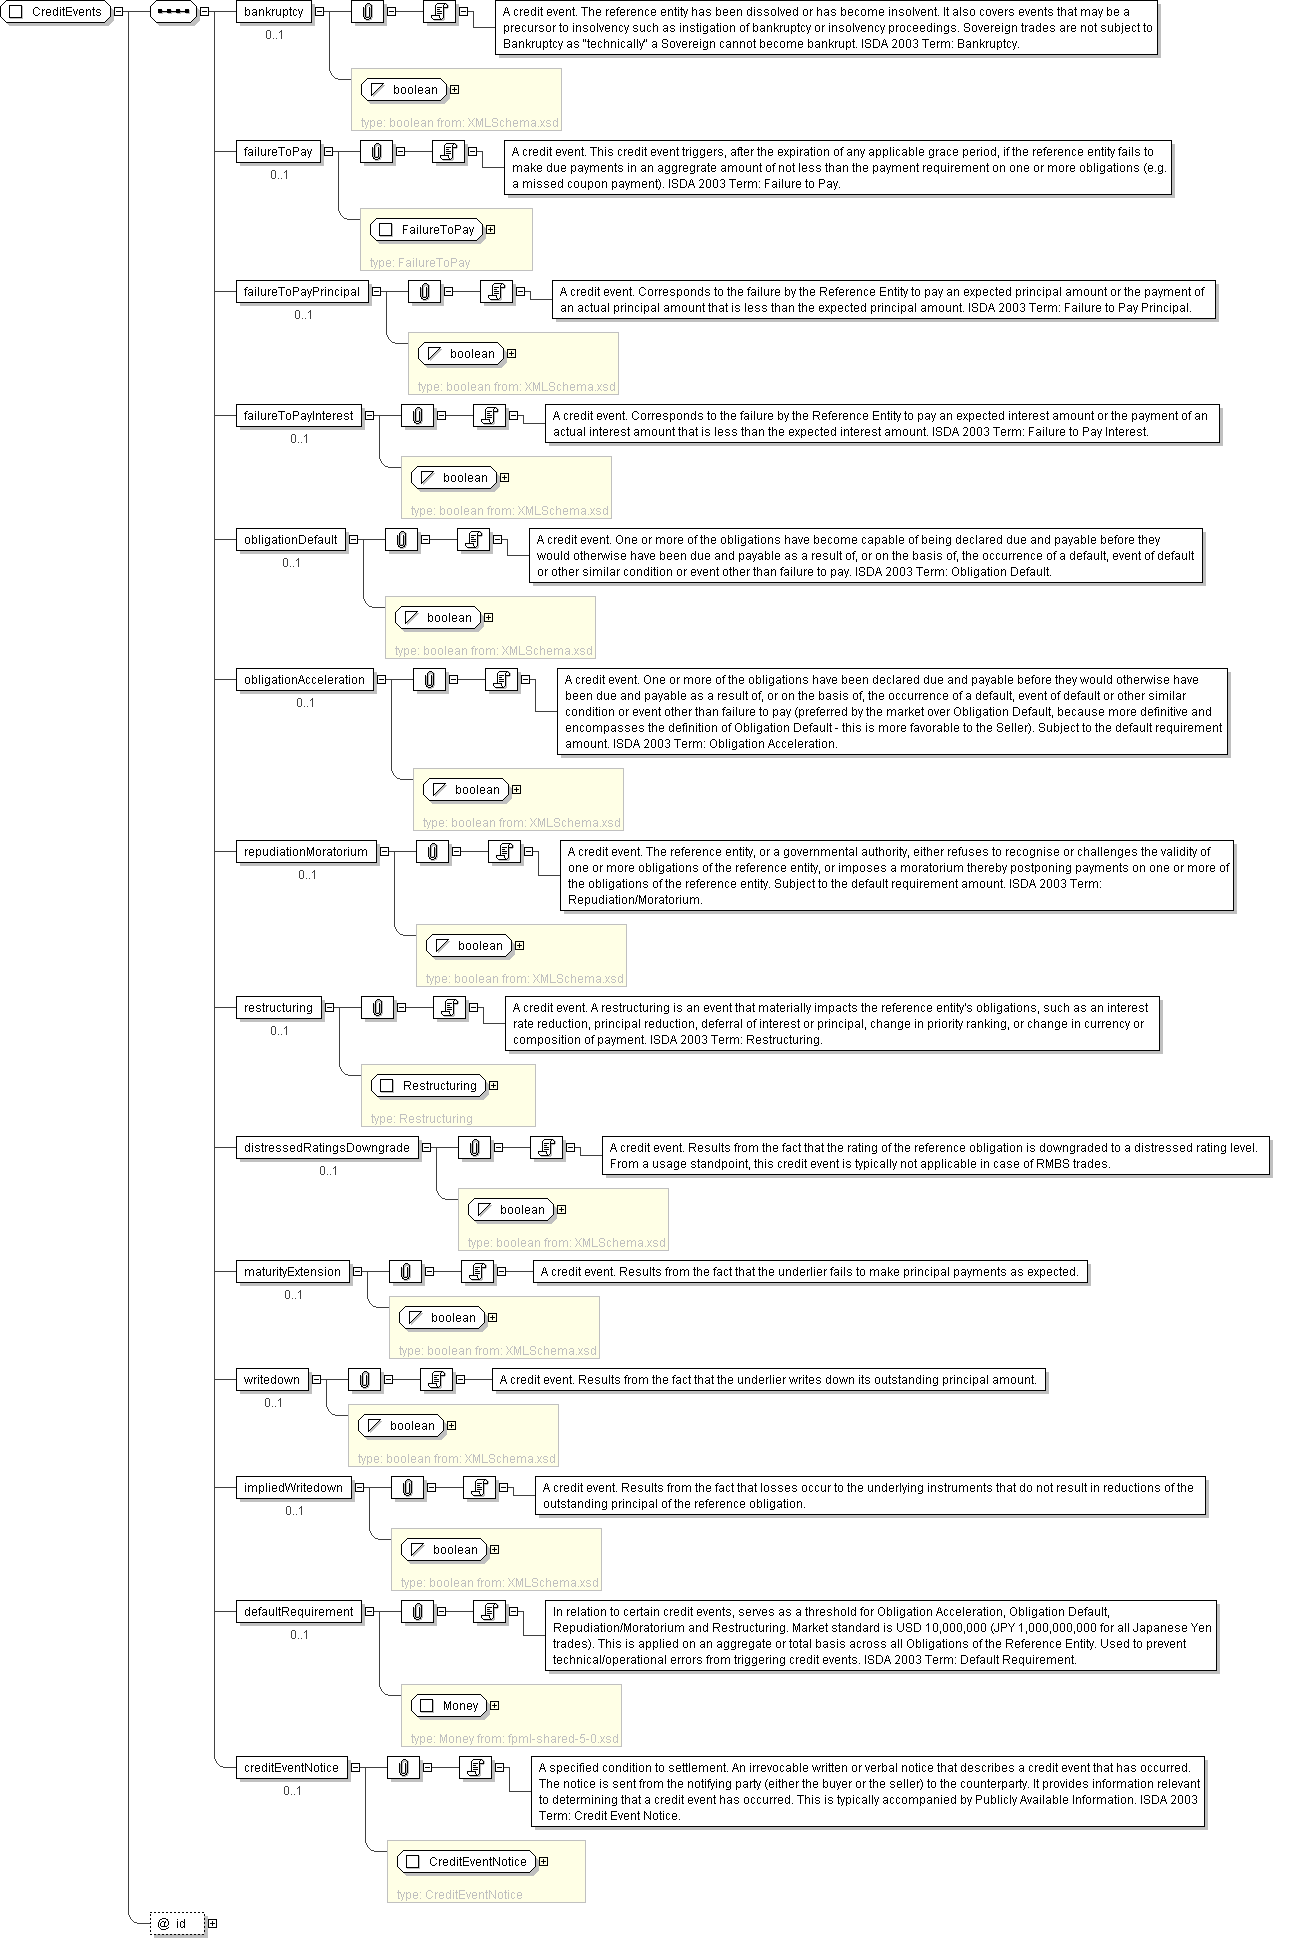 CreditEvents
bankruptcy
0..1
A credit event. The reference entity has been dissolved or has become insolvent. It also covers events that may be a
precursor to insolvency such as instigation of bankruptcy or insolvency proceedings. Sovereign trades are not subject to
Bankruptcy as "technically" a Sovereign cannot become bankrupt. ISDA 2003 Term: Bankruptcy.
boolean
type: boolean from: XMLSchema.xsd
failureToPay
0..1
A credit event. This credit event triggers, after the expiration of any applicable grace period, if the reference entity fails to
make due payments in an aggregrate amount of not less than the payment requirement on one or more obligations (e.g.
a missed coupon payment). ISDA 2003 Term: Failure to Pay.
FailureToPay
type: FailureToPay
failureToPayPrincipal
0..1
A credit event. Corresponds to the failure by the Reference Entity to pay an expected principal amount or the payment of
an actual principal amount that is less than the expected principal amount. ISDA 2003 Term: Failure to Pay Principal.
boolean
type: boolean from: XMLSchema.xsd
failureToPayInterest
0..1
A credit event. Corresponds to the failure by the Reference Entity to pay an expected interest amount or the payment of an
actual interest amount that is less than the expected interest amount. ISDA 2003 Term: Failure to Pay Interest.
boolean
type: boolean from: XMLSchema.xsd
obligationDefault
0..1
A credit event. One or more of the obligations have become capable of being declared due and payable before they
would otherwise have been due and payable as a result of, or on the basis of, the occurrence of a default, event of default
or other similar condition or event other than failure to pay. ISDA 2003 Term: Obligation Default.
boolean
type: boolean from: XMLSchema.xsd
obligationAcceleration
0..1
A credit event. One or more of the obligations have been declared due and payable before they would otherwise have
been due and payable as a result of, or on the basis of, the occurrence of a default, event of default or other similar
condition or event other than failure to pay (preferred by the market over Obligation Default, because more definitive and
encompasses the definition of Obligation Default - this is more favorable to the Seller). Subject to the default requirement
amount. ISDA 2003 Term: Obligation Acceleration.
boolean
type: boolean from: XMLSchema.xsd
repudiationMoratorium
0..1
A credit event. The reference entity, or a governmental authority, either refuses to recognise or challenges the validity of
one or more obligations of the reference entity, or imposes a moratorium thereby postponing payments on one or more of
the obligations of the reference entity. Subject to the default requirement amount. ISDA 2003 Term:
Repudiation/Moratorium.
boolean
type: boolean from: XMLSchema.xsd
restructuring
0..1
A credit event. A restructuring is an event that materially impacts the reference entity's obligations, such as an interest
rate reduction, principal reduction, deferral of interest or principal, change in priority ranking, or change in currency or
composition of payment. ISDA 2003 Term: Restructuring.
Restructuring
type: Restructuring
distressedRatingsDowngrade
0..1
A credit event. Results from the fact that the rating of the reference obligation is downgraded to a distressed rating level.
From a usage standpoint, this credit event is typically not applicable in case of RMBS trades.
boolean
type: boolean from: XMLSchema.xsd
maturityExtension
0..1
A credit event. Results from the fact that the underlier fails to make principal payments as expected.
boolean
type: boolean from: XMLSchema.xsd
writedown
0..1
A credit event. Results from the fact that the underlier writes down its outstanding principal amount.
boolean
type: boolean from: XMLSchema.xsd
impliedWritedown
0..1
A credit event. Results from the fact that losses occur to the underlying instruments that do not result in reductions of the
outstanding principal of the reference obligation.
boolean
type: boolean from: XMLSchema.xsd
defaultRequirement
0..1
In relation to certain credit events, serves as a threshold for Obligation Acceleration, Obligation Default,
Repudiation/Moratorium and Restructuring. Market standard is USD 10,000,000 (JPY 1,000,000,000 for all Japanese Yen
trades). This is applied on an aggregate or total basis across all Obligations of the Reference Entity. Used to prevent
technical/operational errors from triggering credit events. ISDA 2003 Term: Default Requirement.
Money
type: Money from: fpml-shared-5-0.xsd
creditEventNotice
0..1
A specified condition to settlement. An irrevocable written or verbal notice that describes a credit event that has occurred.
The notice is sent from the notifying party (either the buyer or the seller) to the counterparty. It provides information relevant
to determining that a credit event has occurred. This is typically accompanied by Publicly Available Information. ISDA 2003
Term: Credit Event Notice.
CreditEventNotice
type: CreditEventNotice
@ id